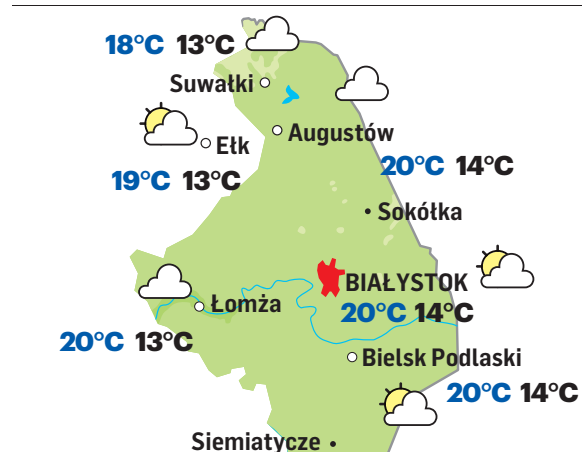 18°C 13°C
Suwałki
Augustów
Ełk
20°C 14°C
19°C 13°C
Sokółka
BIAŁYSTOK
Łomża
20°C 14°C
20°C 13°C
Bielsk Podlaski
20°C 14°C
Siemiatycze